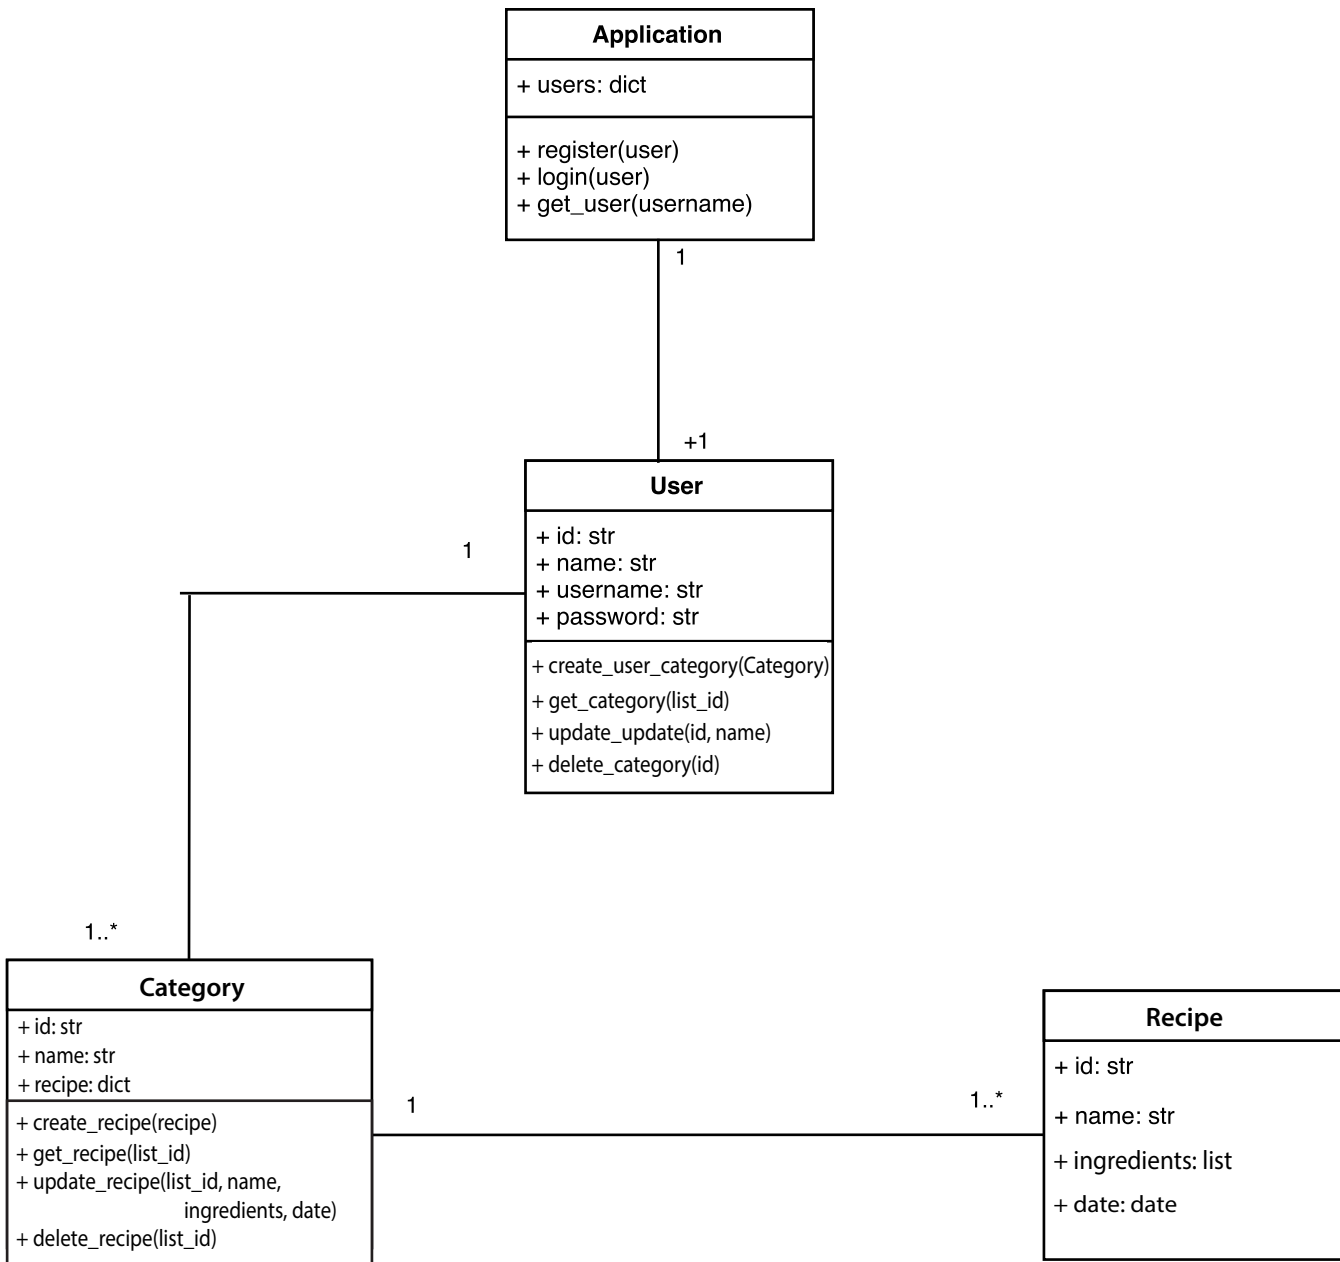 Application
+ users: dict
+ register(user)
+ login(user)
+ get_user(username)
1
+1
User
+ id: str
+ name: str
+ username: str
+ password: str
+ create_user_category(Category)
+ get_category(list_id)
+ update_update(id, name)
+ delete_category(id)
1
1..*
Category
+ id: str
+ name: str
+ recipe: dict
+ create_recipe(recipe)
+ get_recipe(list_id)
+ update_recipe(list_id, name,
ingredients, date)
+ delete_recipe(list_id)
1
1..*
Recipe
+ id: str
+ name: str
+ ingredients: list
+ date: date